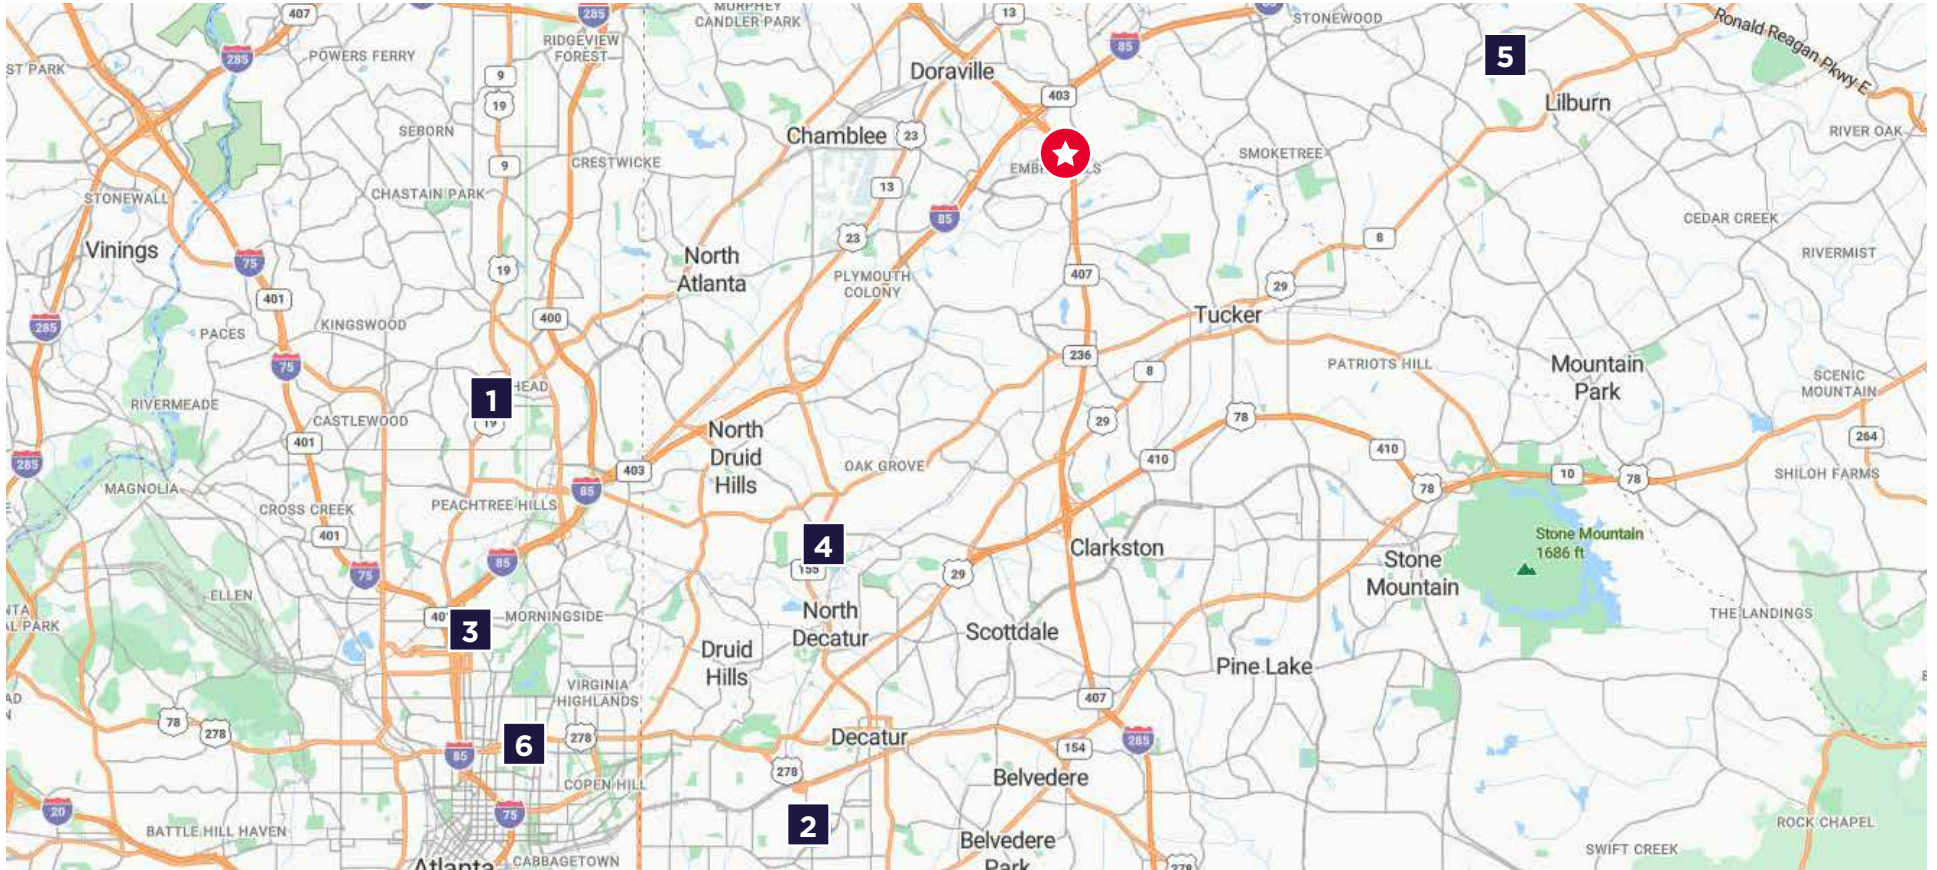 407
285
13
MURPHEY
CANDLER PARK
STONEWOOD
Ronald Reagan Pkwy E
285
POWERS FERRY
RIDGEVIEW
FOREST
85
5
ST PARK
9
19
Doraville
403
Lilburn
SEBORN
Chamblee
23
RIVER OAK
9
CRESTWICKE
SMOKETREE
STONEWALL
CHASTAIN PARK
13
85
CEDAR CREEK
Vinings
75
19
23
8
RIVERMIST
North
Atlanta
PLYMOUTH
COLONY
407
29
401
285
PACES
KINGSWOOD
400
Tucker
75
236
8
PATRIOTS HILL
Mountain
Park
SCENIC
MOUNTAIN
RIVERMEADE
1
HEAD
19
CASTLEWOOD
29
78
401
North
Druid
Hills
403
410
410
264
285
OAK GROVE
10
78
SHILOH FARMS
MAGNOLIA
85
78
CROSS CREEK
PEACHTREE HILLS
401
4
155
Clarkston
Stone Mountain
1686 ft
75
85
29
Stone
Mountain
ELLEN
North
Decatur
MORNINGSIDE
THE LANDINGS
AL PARK
3
Scottdale
Druid
Hills
Pine Lake
VIRGINIA
HIGHLANDS
407
78
278
85
6
278
Decatur
154
285
278
Belvedere
COPEN HILL
20
75
BATTLE HILL HAVEN
2
Belvedere
Park
ROCK CHAPEL
SWIFT CREEK
Atlanta
CABBAGETOWN
278